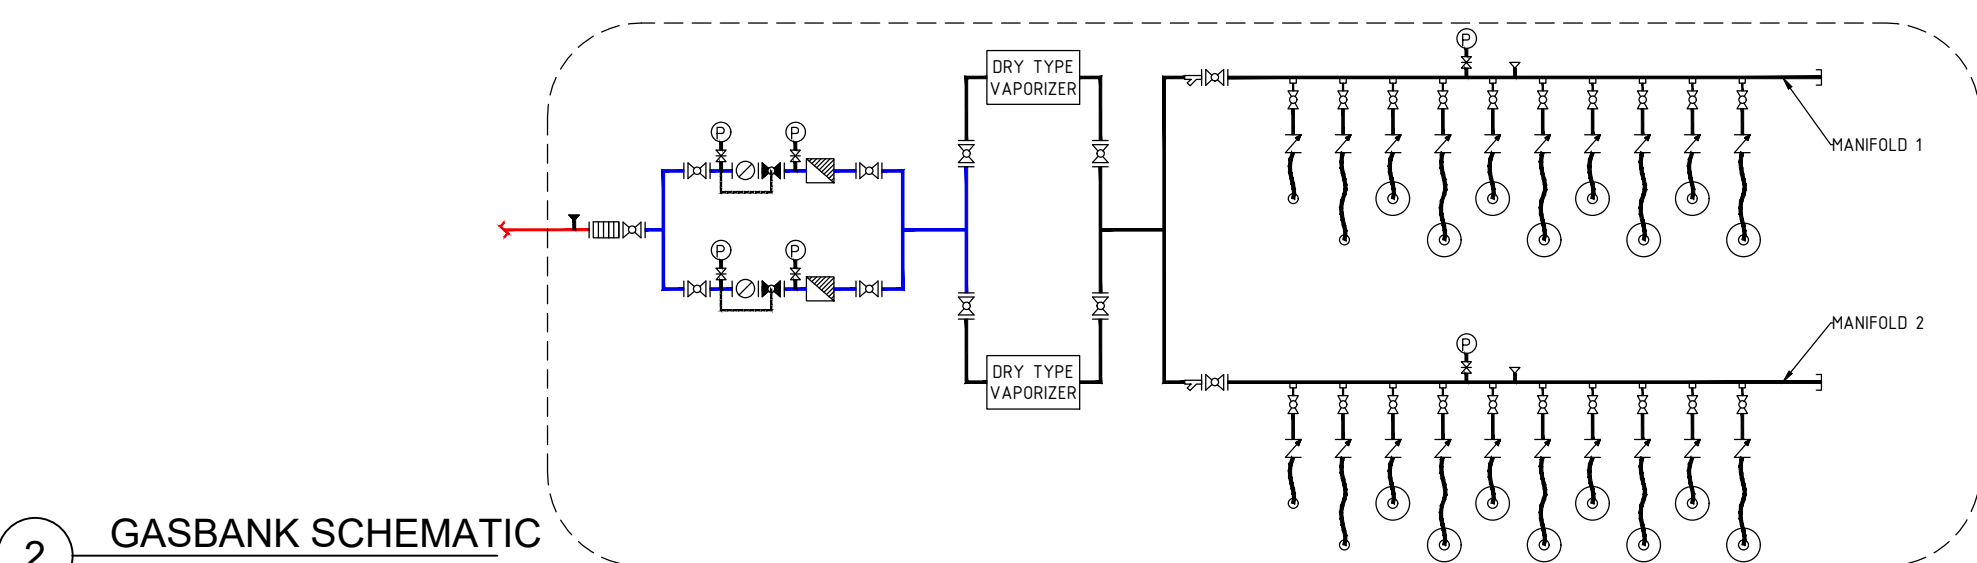 P
DRY TYPE
VAPORIZER
P
P
MANIFOLD 1
P
P
MANIFOLD 2
P
DRY TYPE
VAPORIZER
2
GASBANK SCHEMATIC